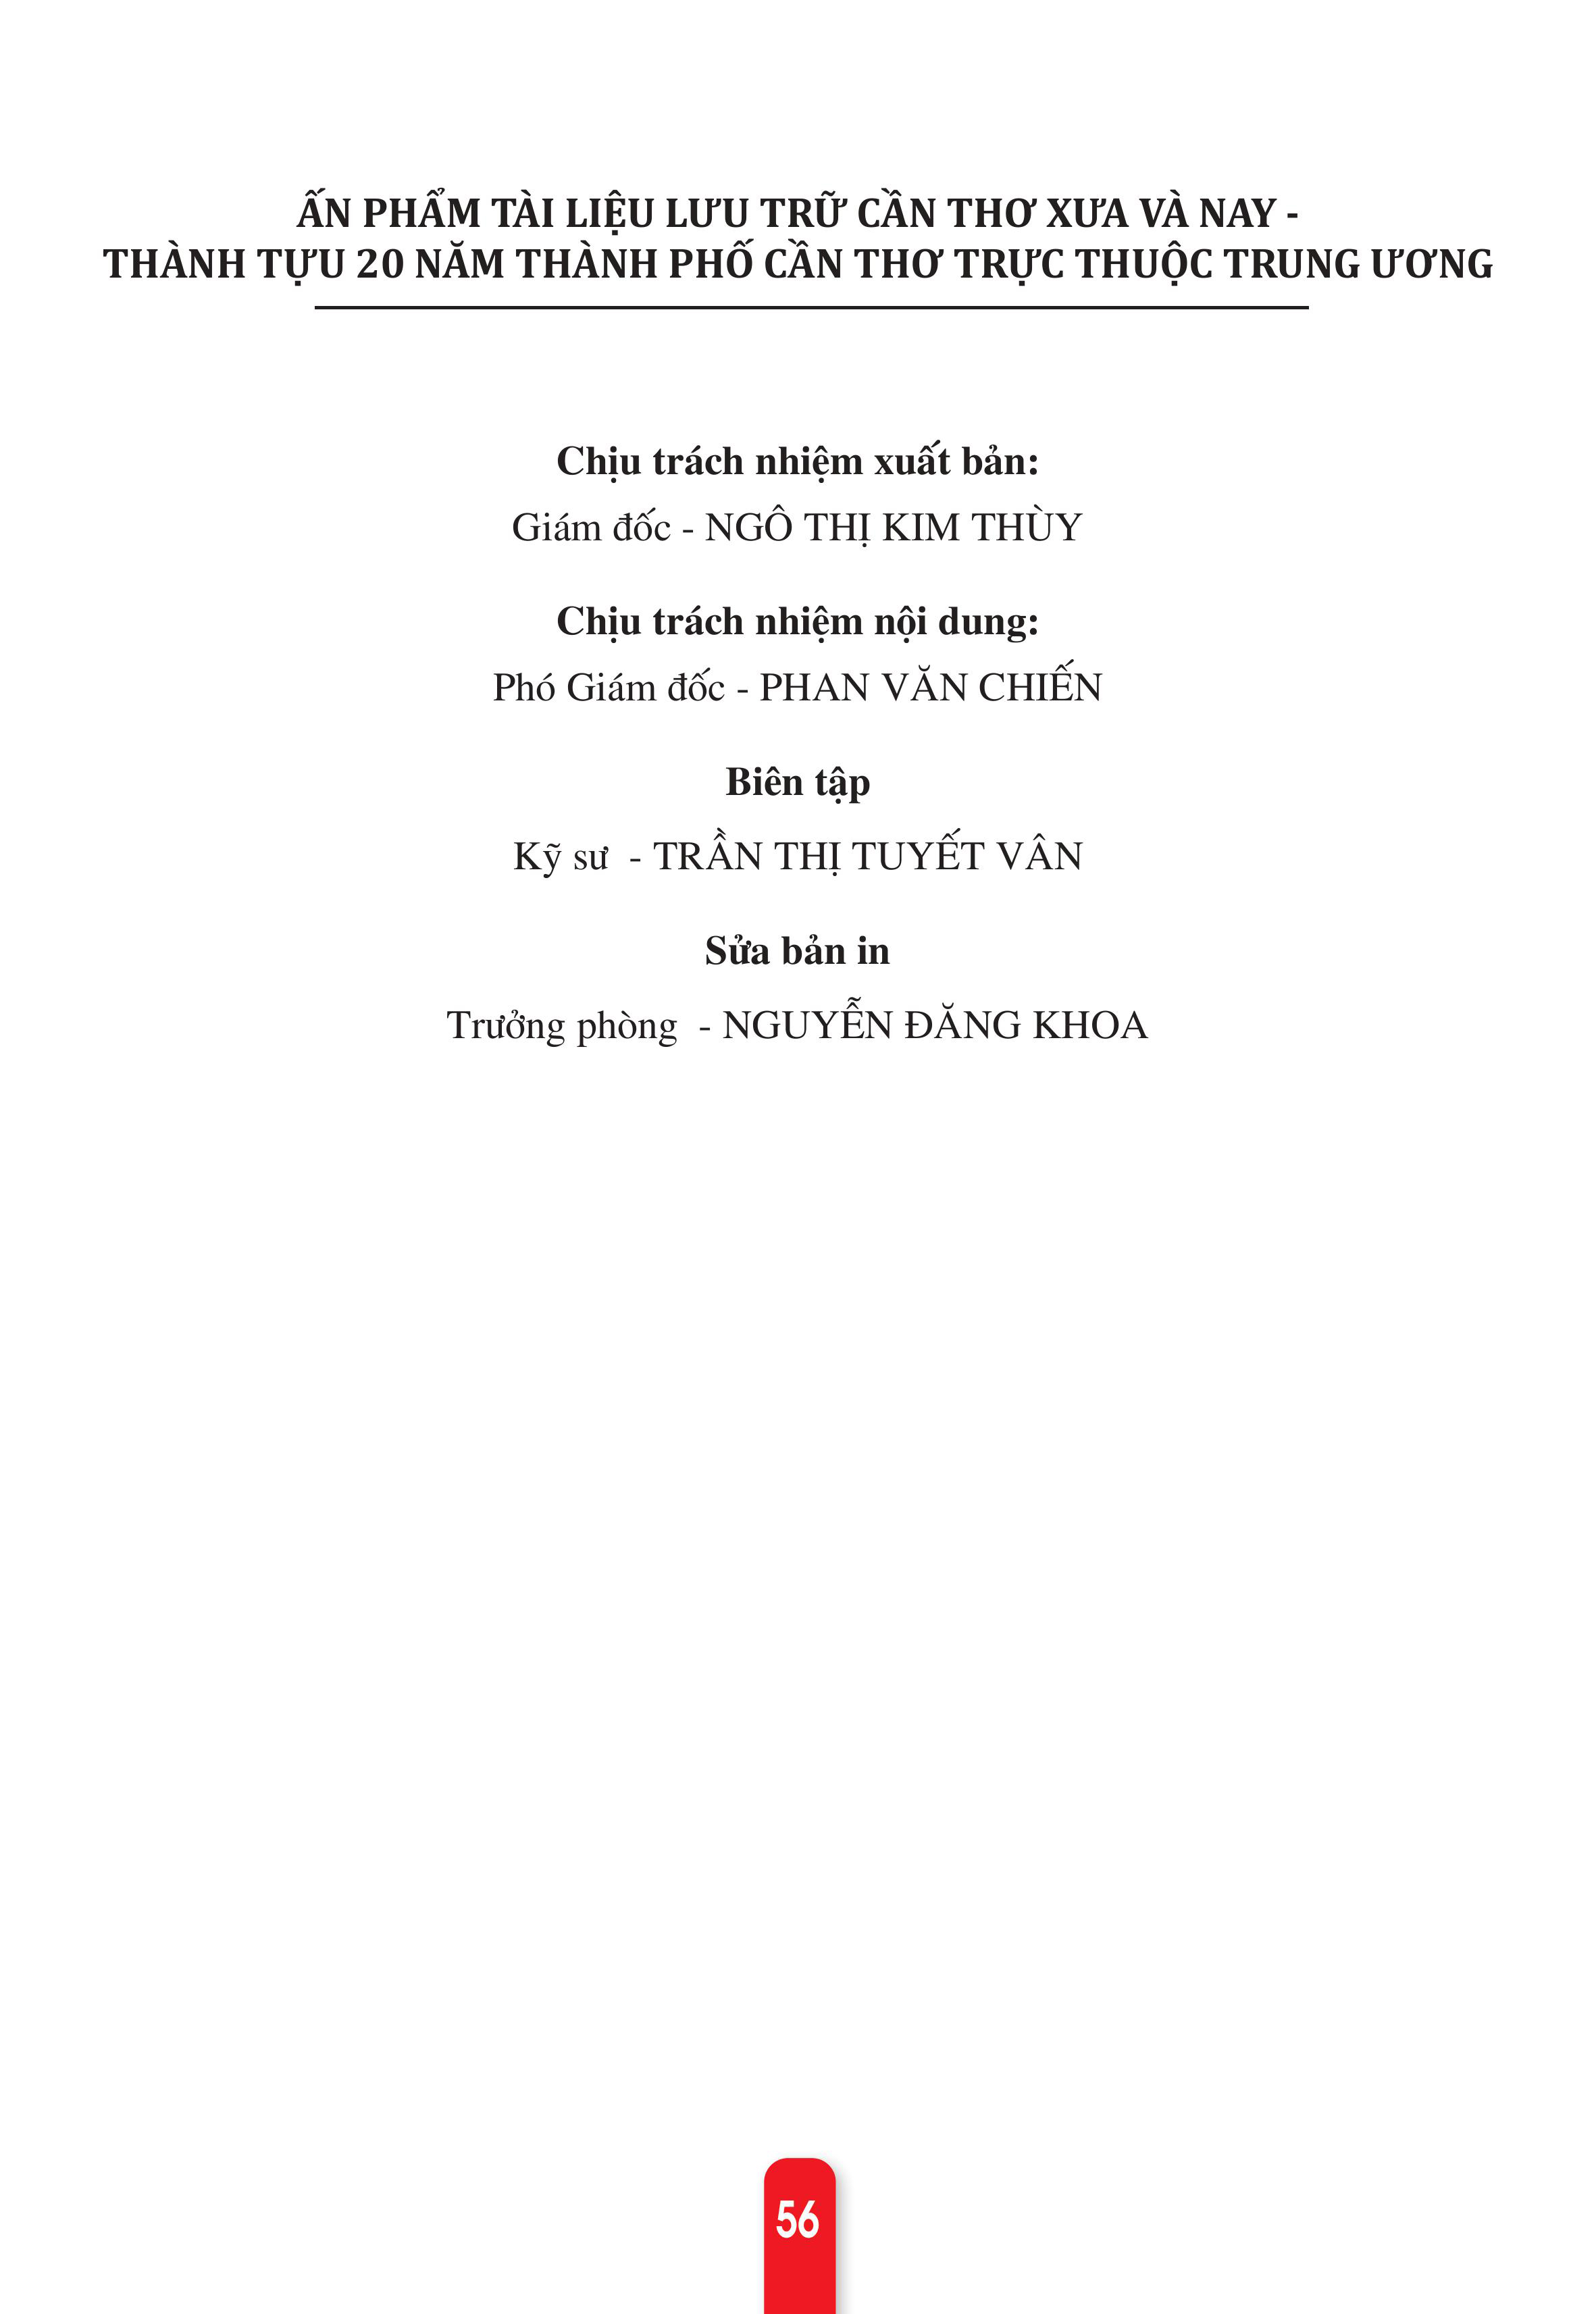 ẤN PHẨM TÀI LIỆU LƯU TRỮ CẦN THƠ XƯA VÀ NAY -
THÀNH TỰU 20 NĂM THÀNH PHỐ CẦN THƠ TRỰC THUỘC TRUNG ƯƠNG
Chịu trách nhiệm xuất bản:
Giám đốc - NGÔ THỊ KIM THÙY
Chịu trách nhiệm nội dung:
Phó Giám đốc - PHAN VĂN CHIẾN
Biên tập
Kỹ sư - TRẦN THỊ TUYẾT VÂN
Sửa bản in
Trưởng phòng - NGUYỄN ĐĂNG KHOA
56